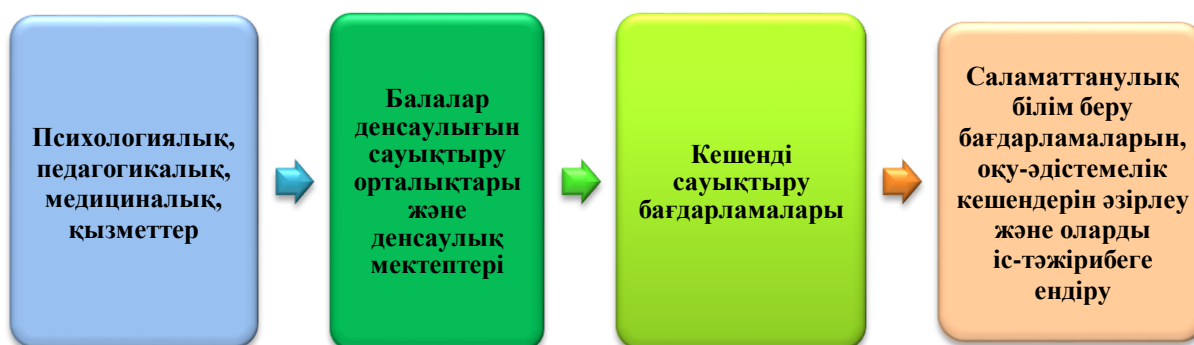 Психологиялық,
педагогикалық,
медициналық,
қызметтер
Балалар
денсаулығын
сауықтыру
орталықтары
және
денсаулық
мектептері
Кешенді
сауықтыру
бағдарламалары
Саламаттанулық
білім беру
бағдарламаларын,
оқу-әдістемелік
кешендерін әзірлеу
және оларды
іс-тәжірибеге
ендіру